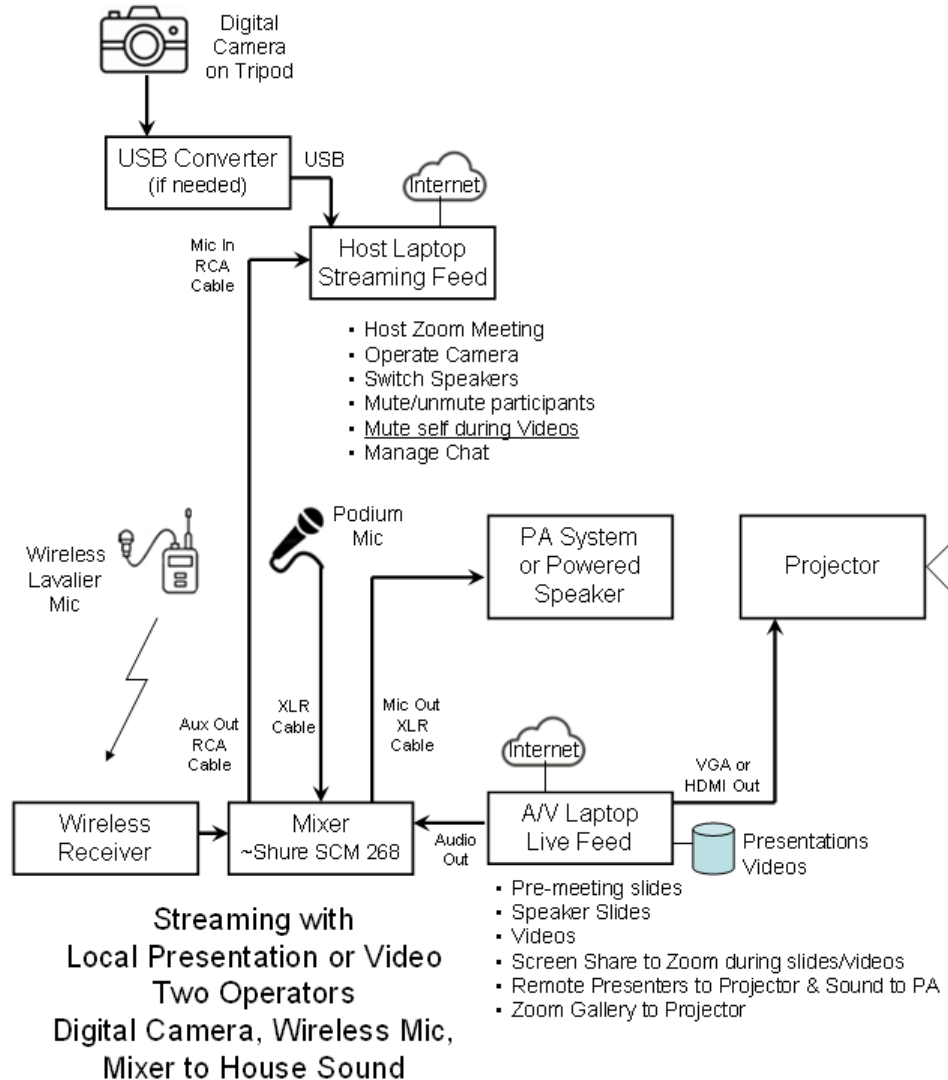 Digital
Camera
on Tripod
USB Converter
(if needed)
USB
Internet
Mic In
RCA
Cable
Host Laptop
Streaming Feed
▪ Host Zoom Meeting
▪ Operate Camera
▪ Switch Speakers
▪ Mute/unmute participants
▪ Mute self during Videos
▪ Manage Chat
Wireless
Lavalier
Mic
Podium
Mic
PA System
or Powered
Speaker
Projector
Aux Out
RCA
Cable
XLR
Cable
Mic Out
XLR
Cable
Internet
VGA or
HDMI Out
Wireless
Receiver
Mixer
~Shure SCM 268
Audio
Out
A/V Laptop
Live Feed
Presentations
Videos
▪ Pre-meeting slides
▪ Speaker Slides
▪ Videos
▪ Screen Share to Zoom during slides/videos
▪ Remote Presenters to Projector & Sound to PA
▪ Zoom Gallery to Projector
Streaming with
Local Presentation or Video
Two Operators
Digital Camera, Wireless Mic,
Mixer to House Sound